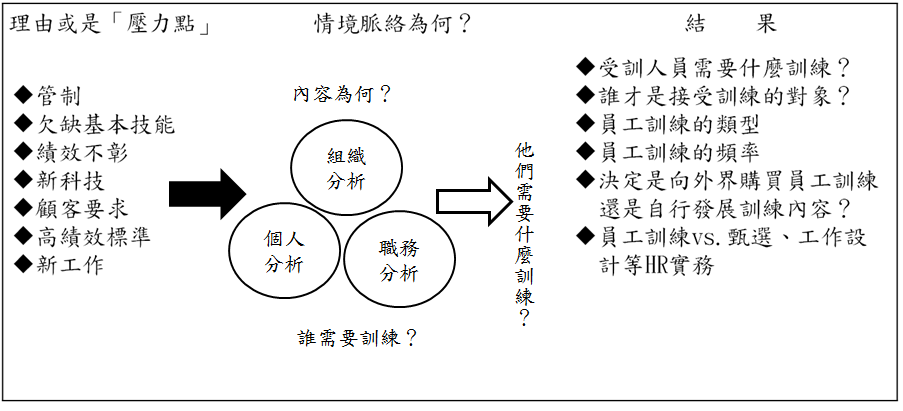 理由或是「壓力點」
◆管制
◆欠缺基本技能
◆績效不彰
◆新科技
◆顧客要求
◆高績效標準
◆新工作
情境脈絡為何？
內容為何？
組織
分析
個人
分析
職務
分析
誰需要訓練？
他們需要什麼訓練？
結 果
◆受訓人員需要什麼訓練？
◆誰才是接受訓練的對象？
◆員工訓練的類型
◆員工訓練的頻率
◆決定是向外界購買員工訓練
還是自行發展訓練內容？
◆員工訓練vs.甄選、工作設
計等HR實務